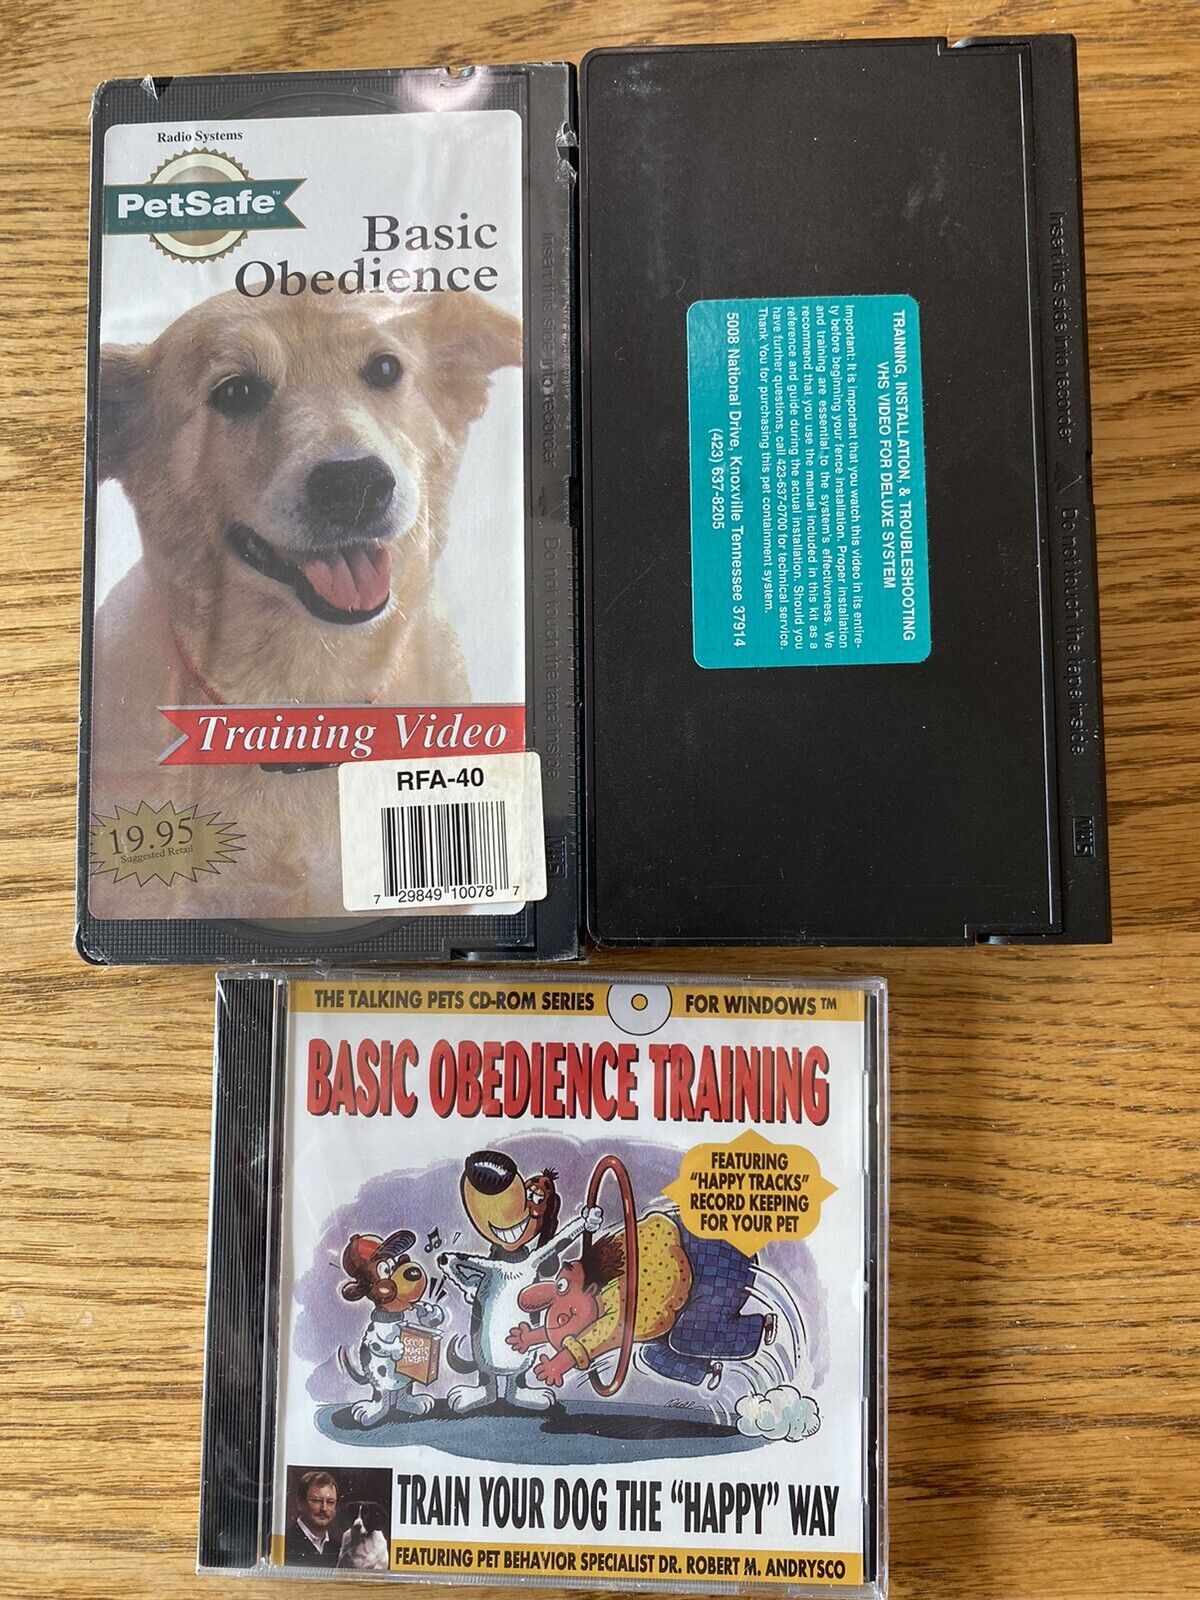 Radio Systems
PetSafe™
TRAINING SYSTEMS
Basic
Obedience
Training Video
19.95
Suggested Retail
RFA-40
7 29849 10078 7
Insert this side into recorder
Do not touch the tape inside
VHS
TRAINING, INSTALLATION, & TROUBLESHOOTING
VHS VIDEO FOR DELUXE SYSTEM
Important: It is important that you watch this video in its entire-
ty before beginning your fence installation. Proper installation
and training are essential to the system's effectiveness. We
recommend that you use the manual included in this kit as a
reference and guide during the actual installation. Should you
have further questions, call 423-637-0700 for technical service.
Thank You for purchasing this pet containment system.
5008 National Drive, Knoxville Tennessee 37914
(423) 637-8205
Insert this side into recorder
Do not touch the tape inside
VHS
THE TALKING PETS CD-ROM SERIES
FOR WINDOWS™
BASIC OBEDIENCE TRAINING
FEATURING
"HAPPY TRACKS"
RECORD KEEPING
FOR YOUR PET
GOOD
MASTER
TREATS
TRAIN YOUR DOG THE "HAPPY" WAY
FEATURING PET BEHAVIOR SPECIALIST DR. ROBERT M. ANDRYSCO